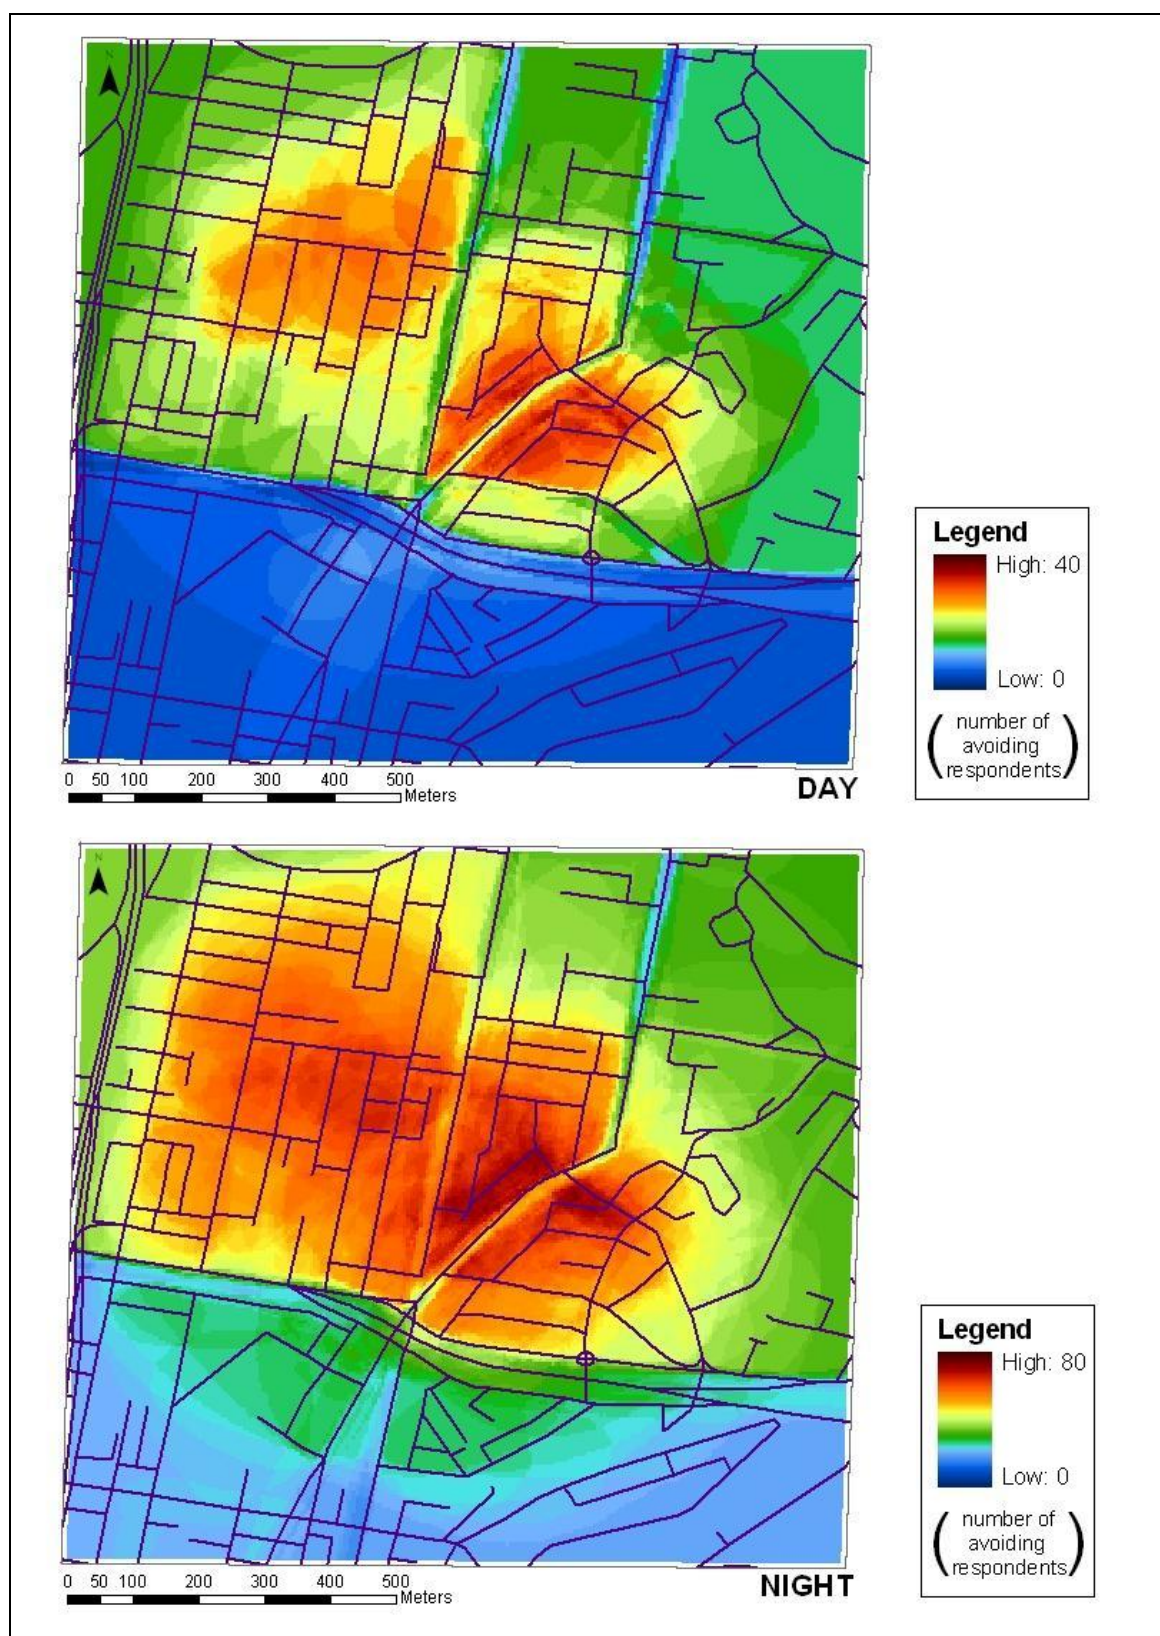 N
Legend
High: 40
Low: 0
( number of
avoiding
respondents )
0 50 100 200 300 400 500
Meters
DAY
N
Legend
High: 80
Low: 0
( number of
avoiding
respondents )
0 50 100 200 300 400 500
Meters
NIGHT